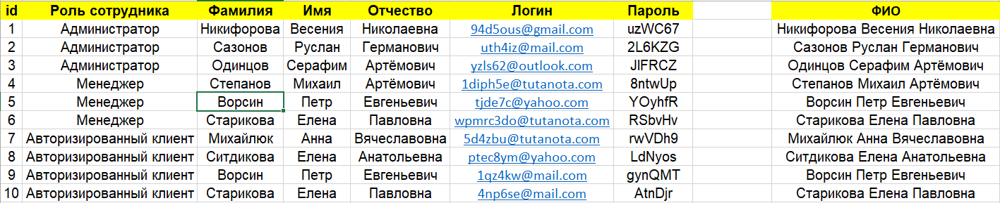 id Роль сотрудника Фамилия Имя Отчество Логин Пароль ФИО
1 Администратор Никифорова Весения Николаевна 94d5ous@gmail.com uzWC67 Никифорова Весения Николаевна
2 Администратор Сазонов Руслан Германович uth4iz@mail.com 2L6KZG Сазонов Руслан Германович
3 Администратор Одинцов Серафим Артёмович yzls62@outlook.com JlFRCZ Одинцов Серафим Артёмович
4 Менеджер Степанов Михаил Артёмович 1diph5e@tutanota.com 8ntwUp Степанов Михаил Артёмович
5 Менеджер Ворсин Петр Евгеньевич tjde7c@yahoo.com YOyhfR Ворсин Петр Евгеньевич
6 Менеджер Старикова Елена Павловна wpmrc3do@tutanota.com RSbvHv Старикова Елена Павловна
7 Авторизированный клиент Михайлюк Анна Вячеславовна 5d4zbu@tutanota.com rwVDh9 Михайлюк Анна Вячеславовна
8 Авторизированный клиент Ситдикова Елена Анатольевна ptec8ym@yahoo.com LdNyos Ситдикова Елена Анатольевна
9 Авторизированный клиент Ворсин Петр Евгеньевич 1qz4kw@mail.com gynQMT Ворсин Петр Евгеньевич
10 Авторизированный клиент Старикова Елена Павловна 4np6se@mail.com AtnDjr Старикова Елена Павловна